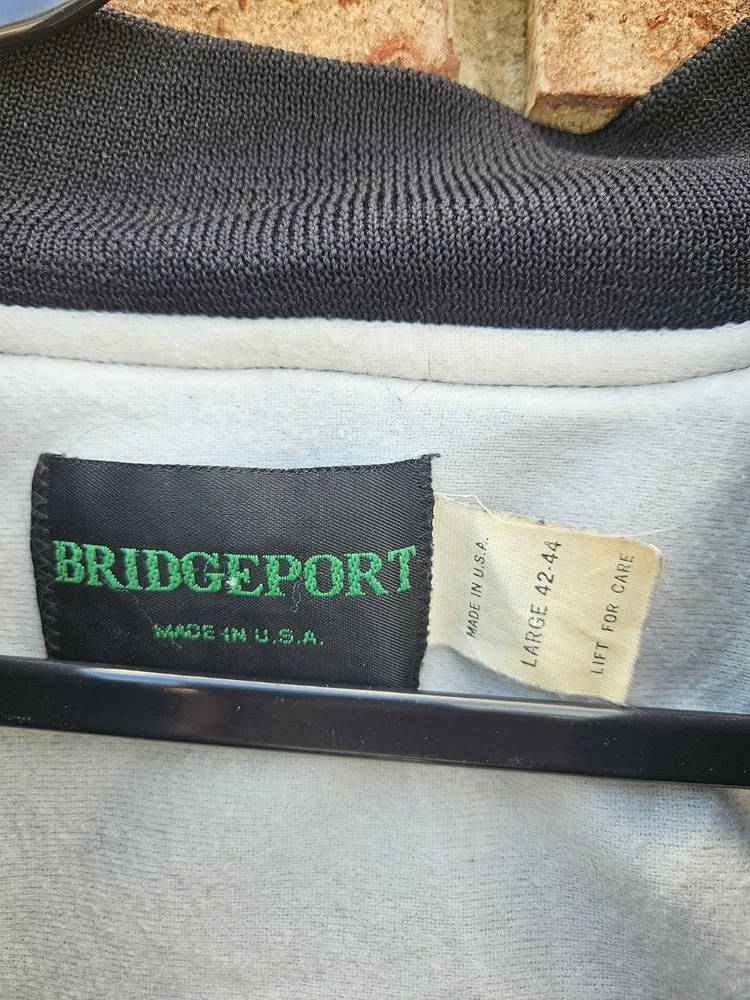 BRIDGEPORT
MADE IN U.S.A.
MADE IN U.S.A.
LARGE 42-44
LIFT FOR CARE